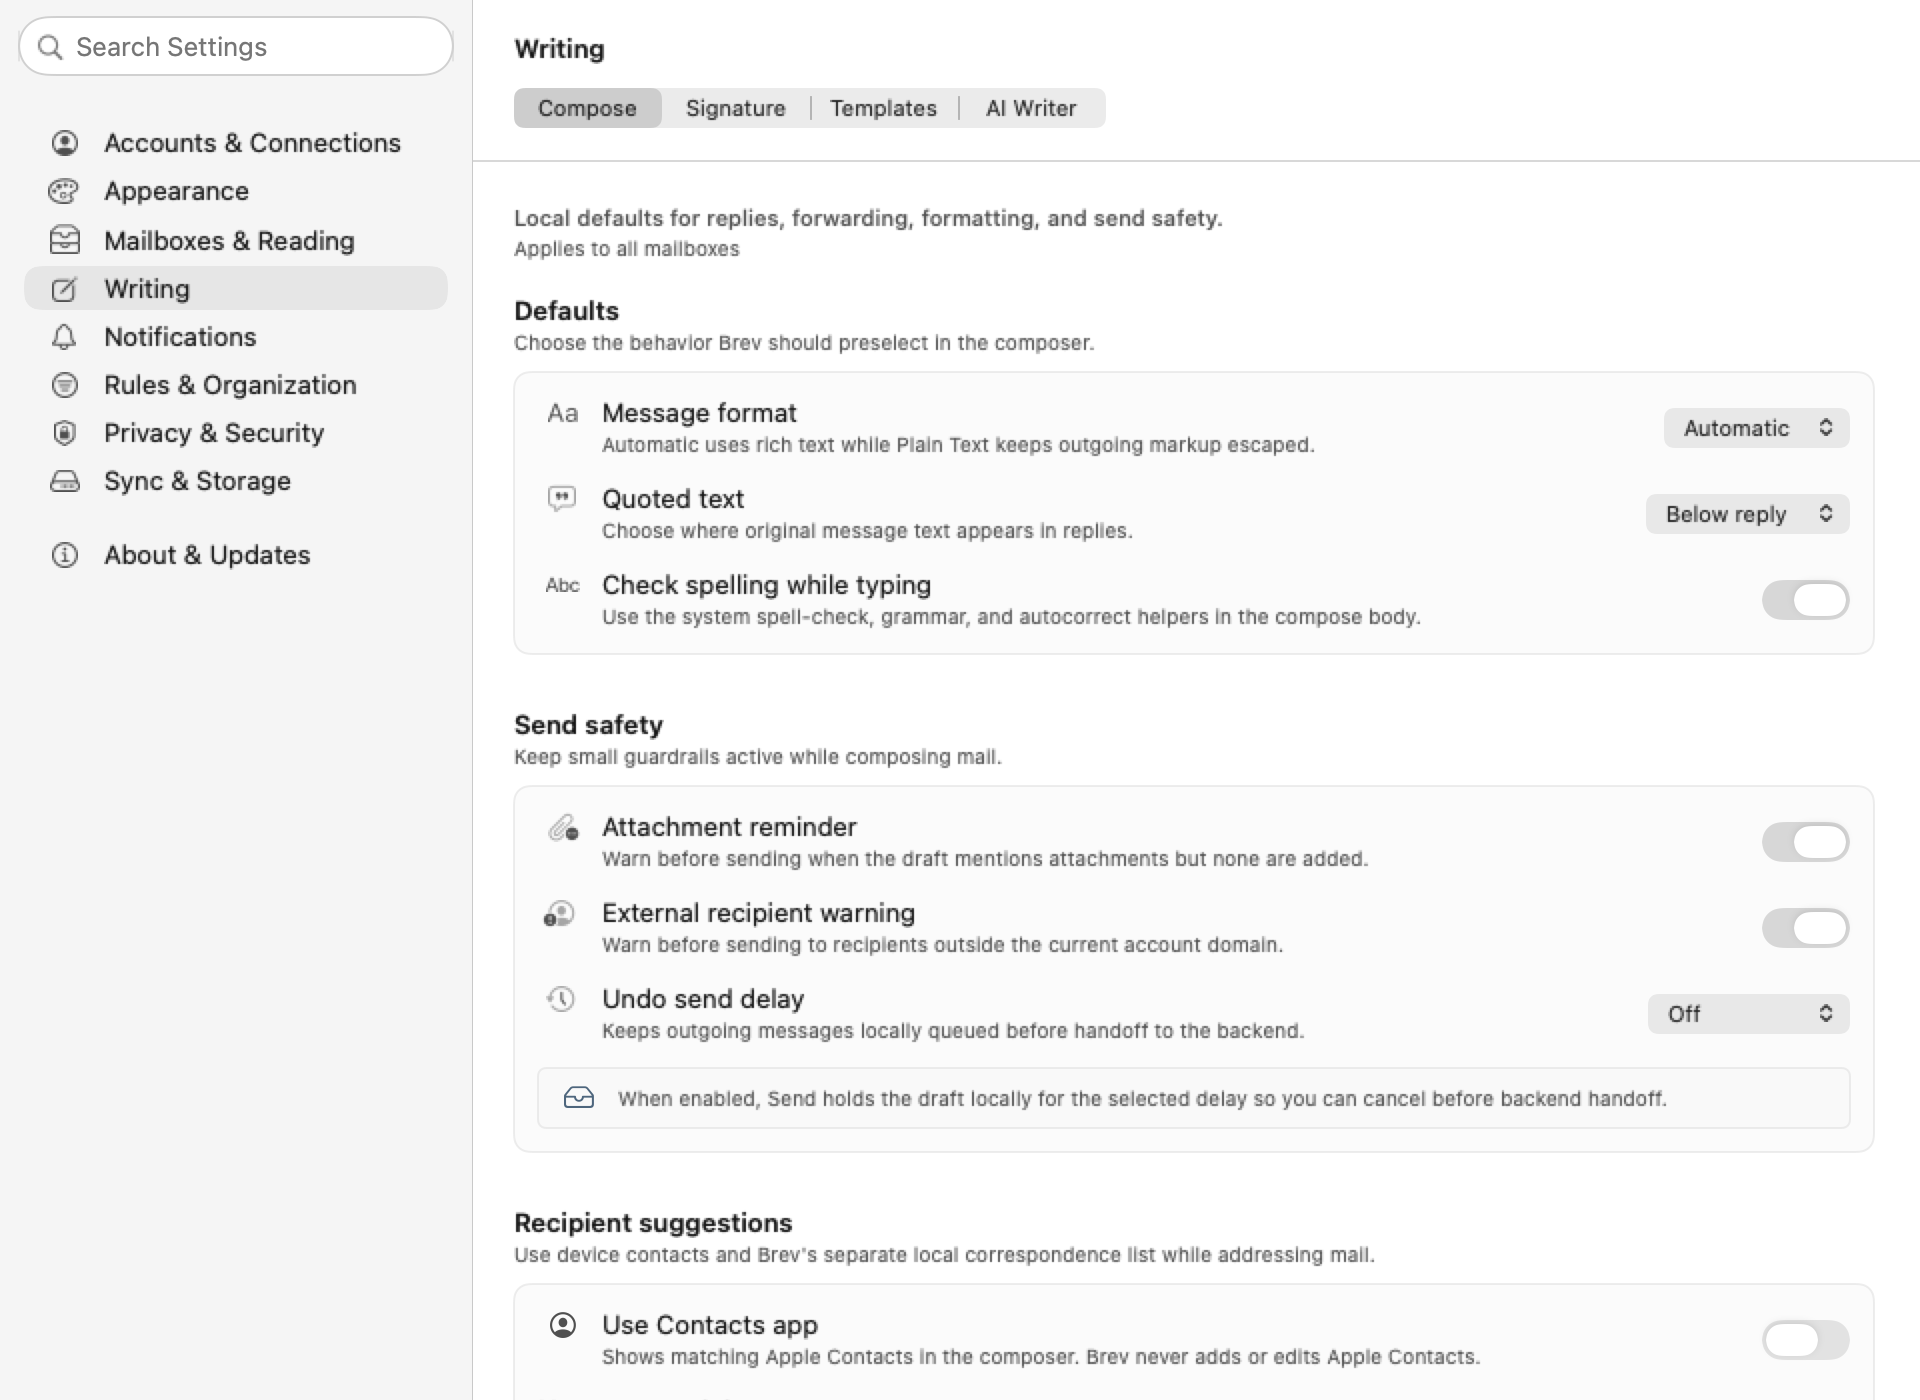 Search Settings
Accounts & Connections
Appearance
Mailboxes & Reading
Writing
Notifications
Rules & Organization
Privacy & Security
Sync & Storage
About & Updates
Writing
Compose
Signature
Templates
AI Writer
Local defaults for replies, forwarding, formatting, and send safety.
Applies to all mailboxes
Defaults
Choose the behavior Brev should preselect in the composer.
Aa
Message format
Automatic uses rich text while Plain Text keeps outgoing markup escaped.
Automatic
Quoted text
Choose where original message text appears in replies.
Below reply
Abc
Check spelling while typing
Use the system spell-check, grammar, and autocorrect helpers in the compose body.
Send safety
Keep small guardrails active while composing mail.
Attachment reminder
Warn before sending when the draft mentions attachments but none are added.
External recipient warning
Warn before sending to recipients outside the current account domain.
Undo send delay
Keeps outgoing messages locally queued before handoff to the backend.
Off
When enabled, Send holds the draft locally for the selected delay so you can cancel before backend handoff.
Recipient suggestions
Use device contacts and Brev's separate local correspondence list while addressing mail.
Use Contacts app
Shows matching Apple Contacts in the composer. Brev never adds or edits Apple Contacts.